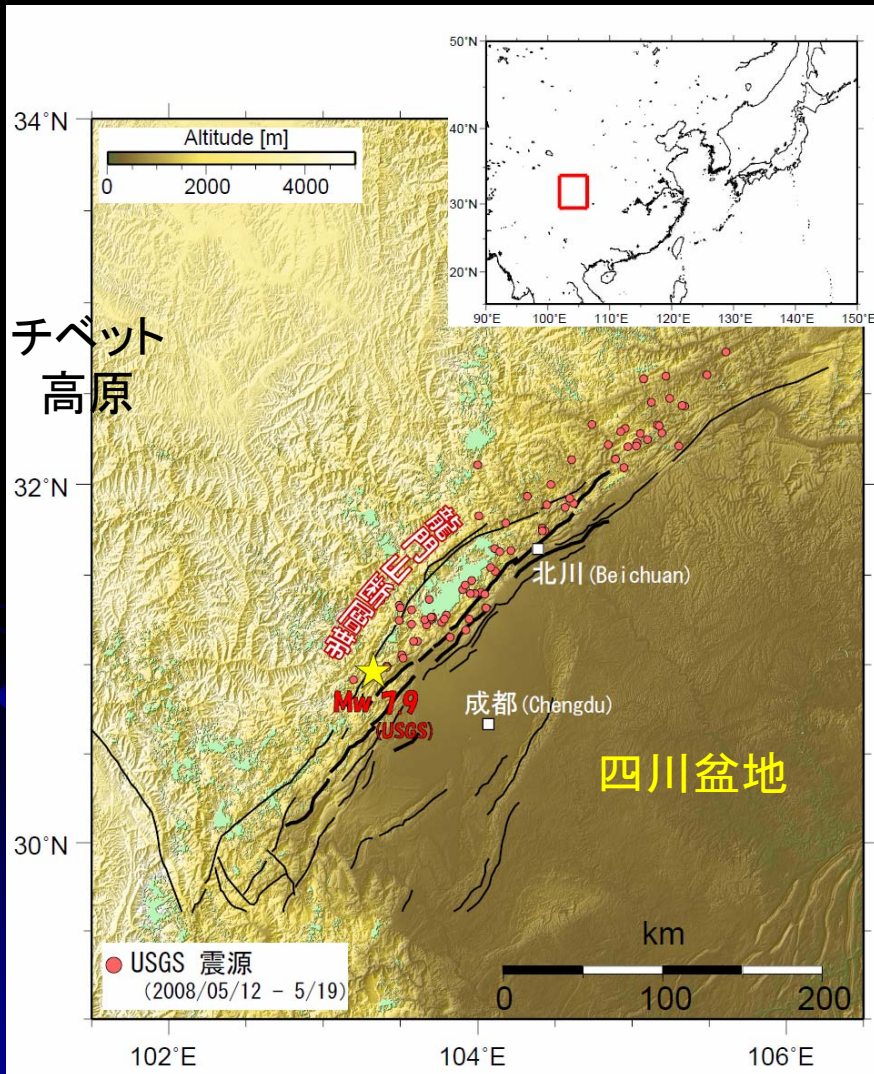 34°N
32°N
30°N
102°E
104°E
106°E
Altitude [m]
0 2000 4000
50°N
40°N
30°N
20°N
90°E 100°E 110°E 120°E 130°E 140°E 150°E
チベット
高原
龍門山断層帯
北川(Beichuan)
Mw 7.9
(USGS)
成都(Chengdu)
四川盆地
USGS 震源
(2008/05/12 - 5/19)
km
0 100 200